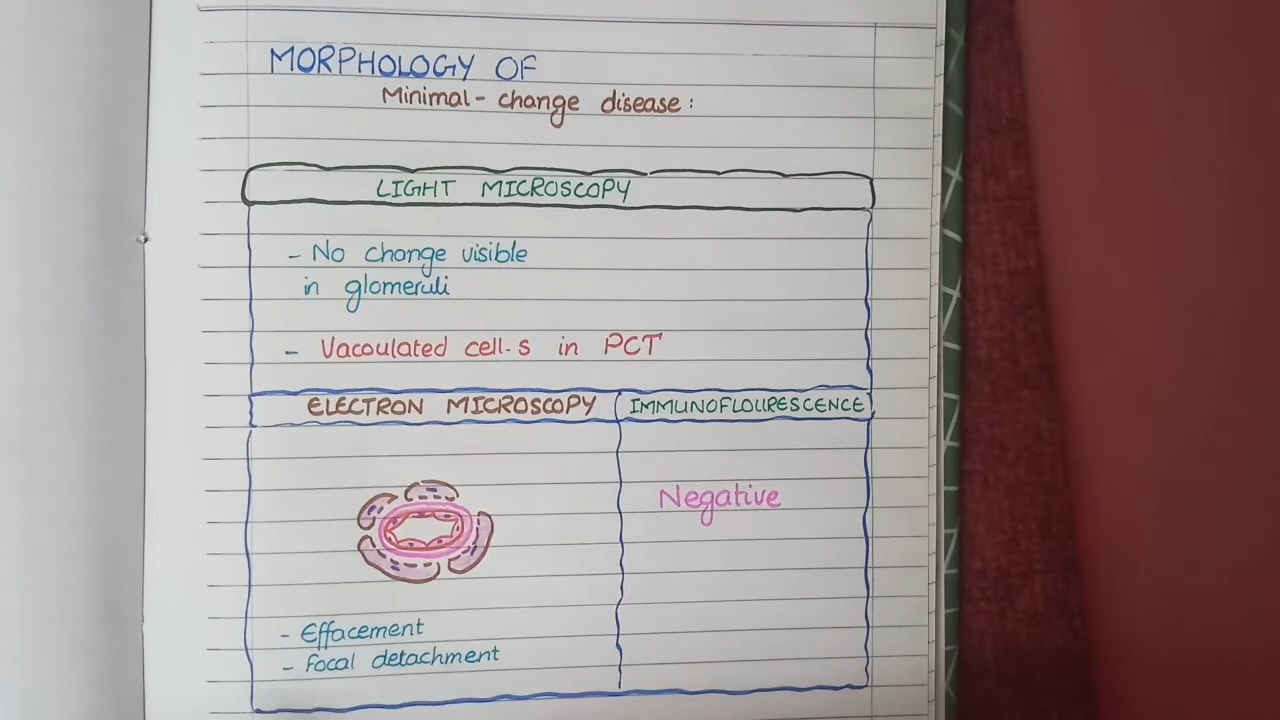 MORPHOLOGY OF
Minimal-change disease:
LIGHT MICROSCOPY
- No change visible
in glomeruli
- Vacoulated cell.s in PCT
ELECTRON MICROSCOPY
IMMUNOFLOURESCENCE
Negative
- Effacement
- Focal detachment